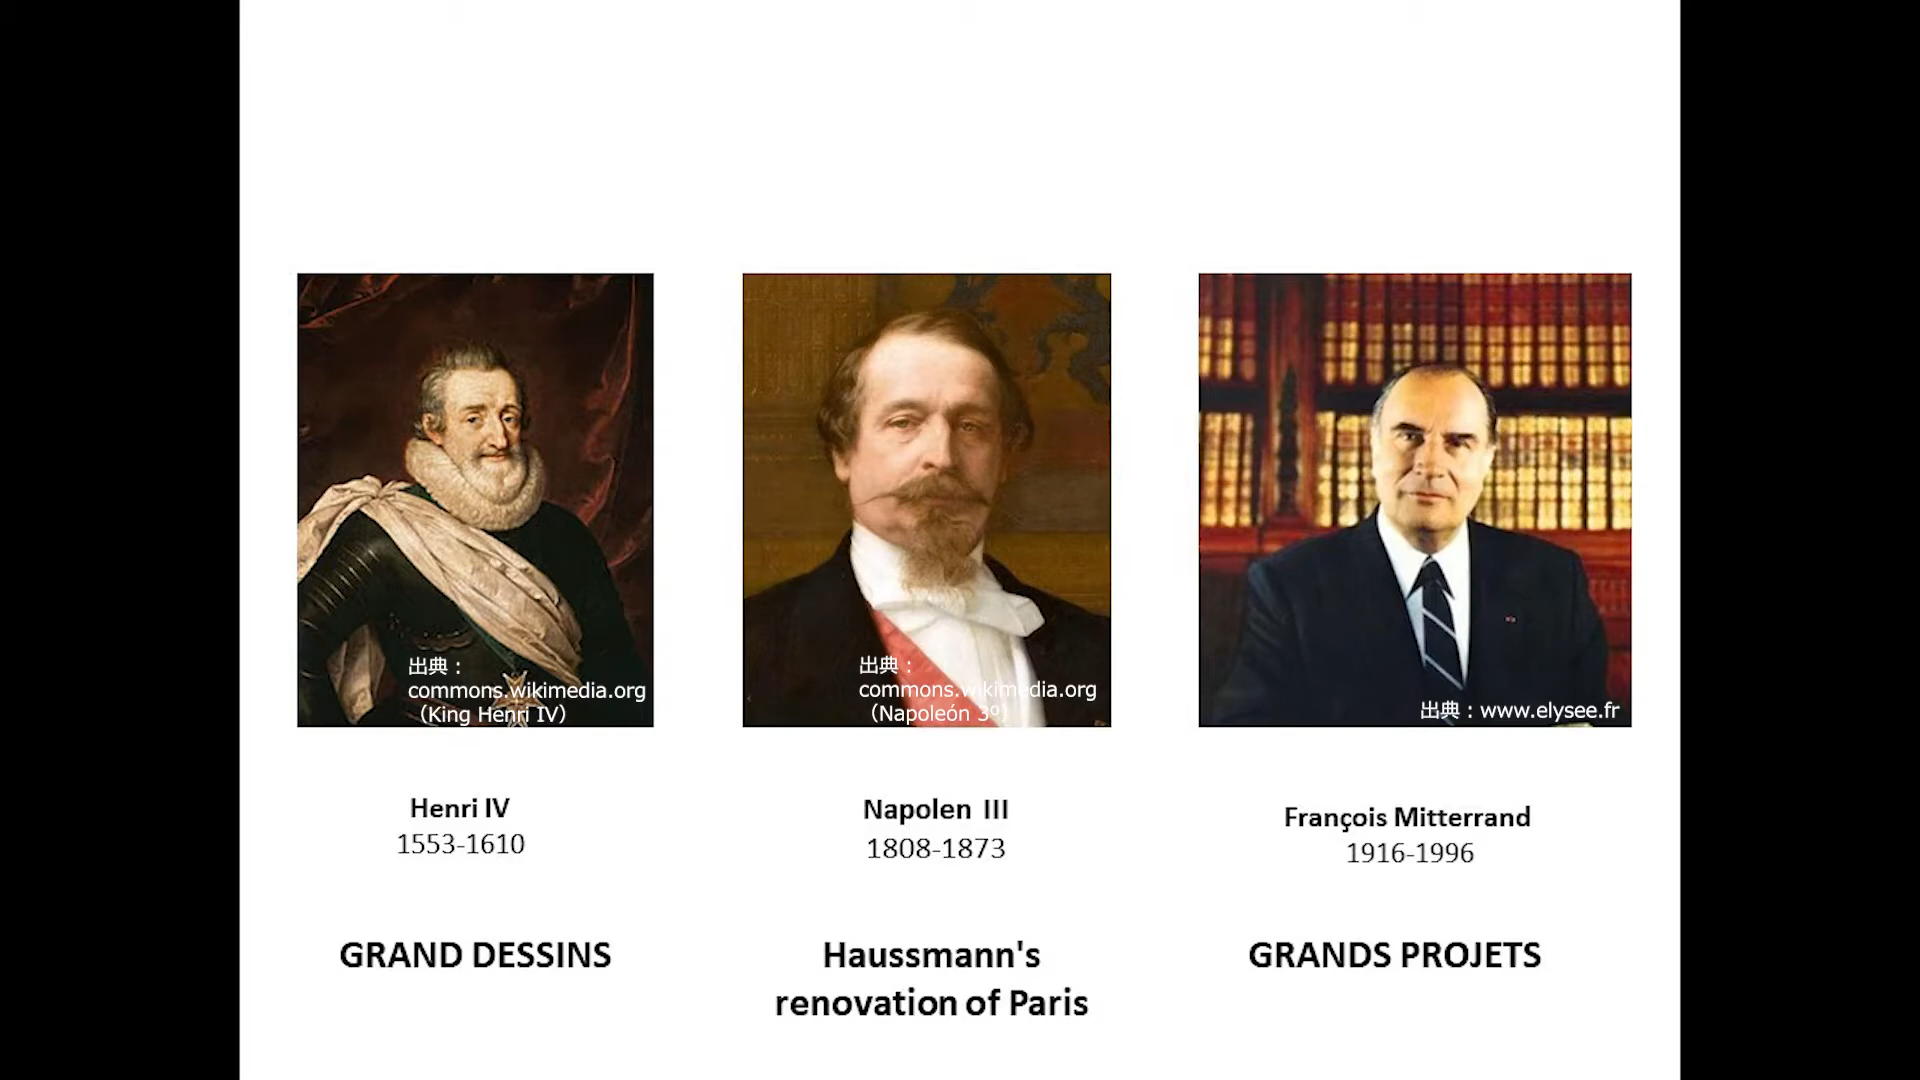 出典：
commons.wikimedia.org
（King Henri IV）
出典：
commons.wikimedia.org
（Napoleón 3º）
出典：www.elysee.fr
Henri IV
1553-1610
Napolen III
1808-1873
François Mitterrand
1916-1996
GRAND DESSINS
Haussmann's
renovation of Paris
GRANDS PROJETS